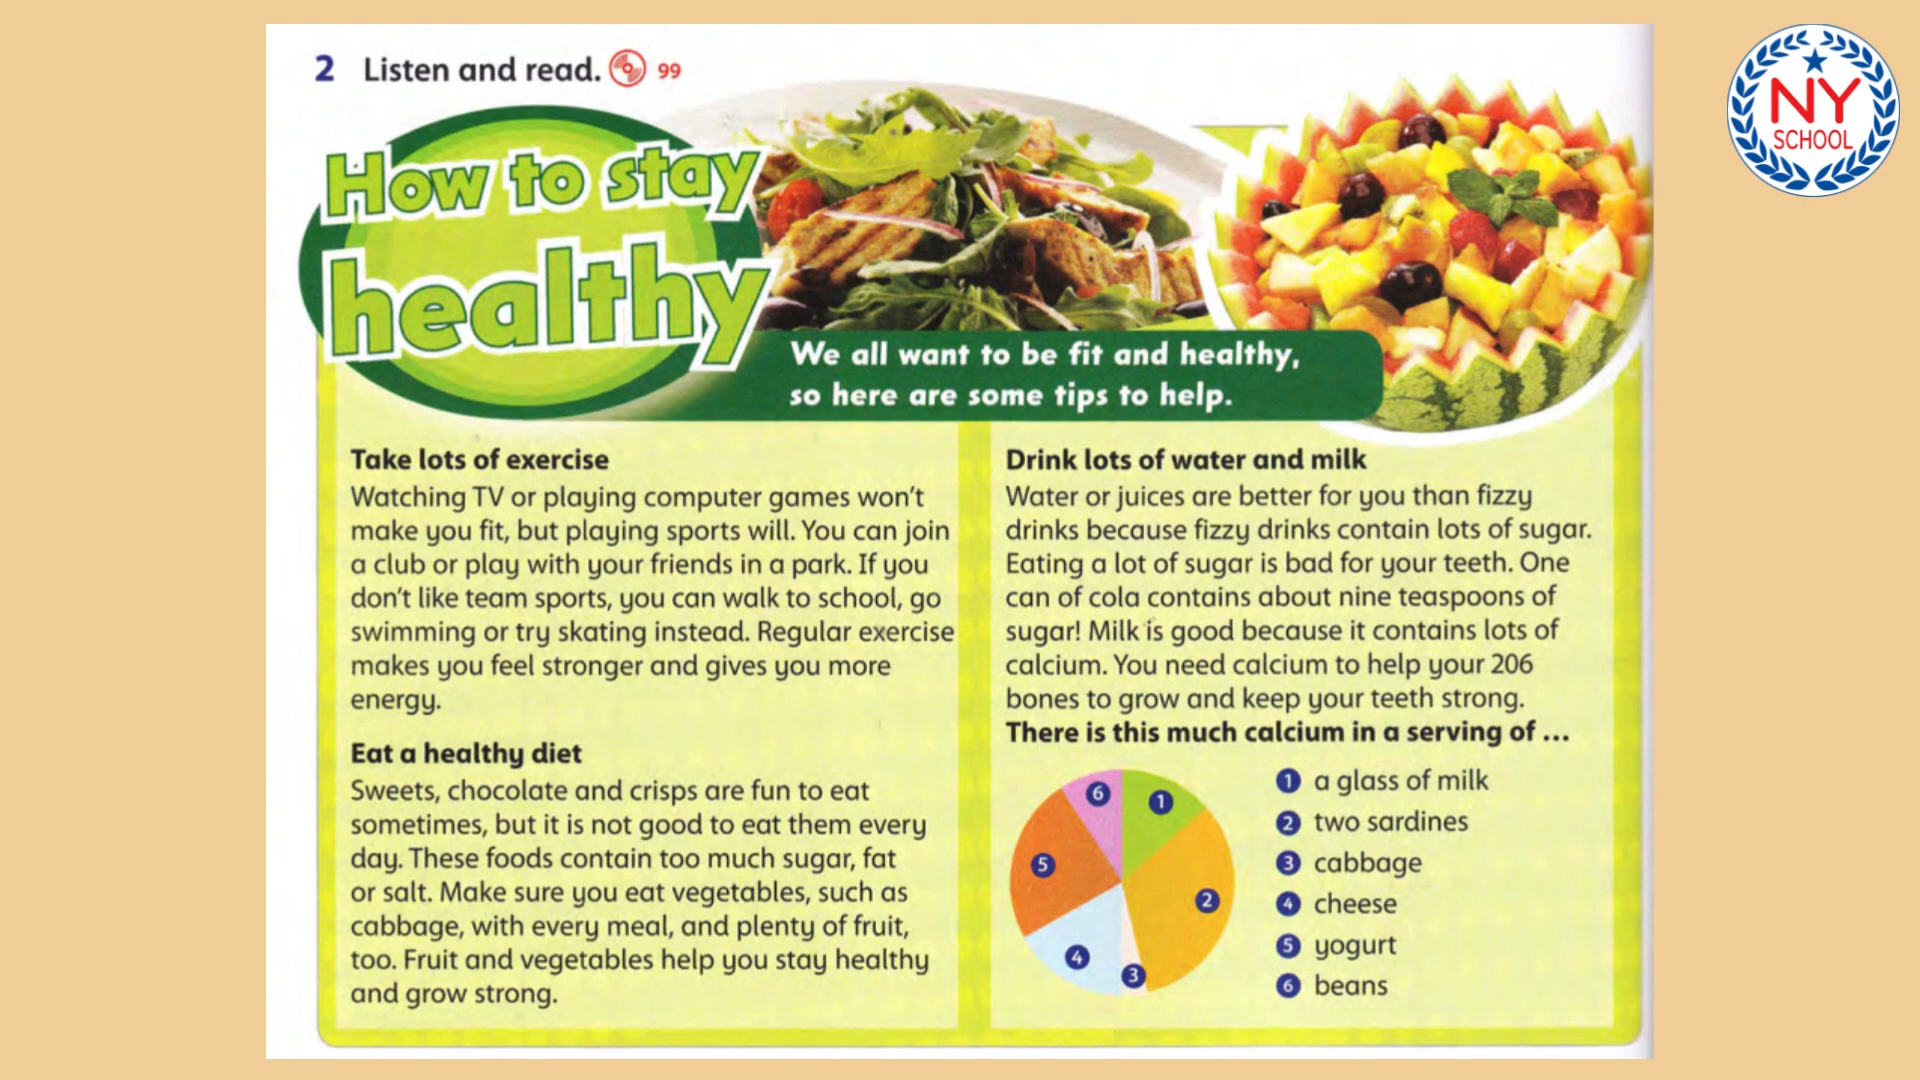 2 Listen and read. 99
NY
SCHOOL
How to stay
healthy
We all want to be fit and healthy,
so here are some tips to help.
Take lots of exercise
Watching TV or playing computer games won't
make you fit, but playing sports will. You can join
a club or play with your friends in a park. If you
don't like team sports, you can walk to school, go
swimming or try skating instead. Regular exercise
makes you feel stronger and gives you more
energy.
Eat a healthy diet
Sweets, chocolate and crisps are fun to eat
sometimes, but it is not good to eat them every
day. These foods contain too much sugar, fat
or salt. Make sure you eat vegetables, such as
cabbage, with every meal, and plenty of fruit,
too. Fruit and vegetables help you stay healthy
and grow strong.
Drink lots of water and milk
Water or juices are better for you than fizzy
drinks because fizzy drinks contain lots of sugar.
Eating a lot of sugar is bad for your teeth. One
can of cola contains about nine teaspoons of
sugar! Milk is good because it contains lots of
calcium. You need calcium to help your 206
bones to grow and keep your teeth strong.
There is this much calcium in a serving of ...
6
1
5
2
4
3
1 a glass of milk
2 two sardines
3 cabbage
4 cheese
5 yogurt
6 beans